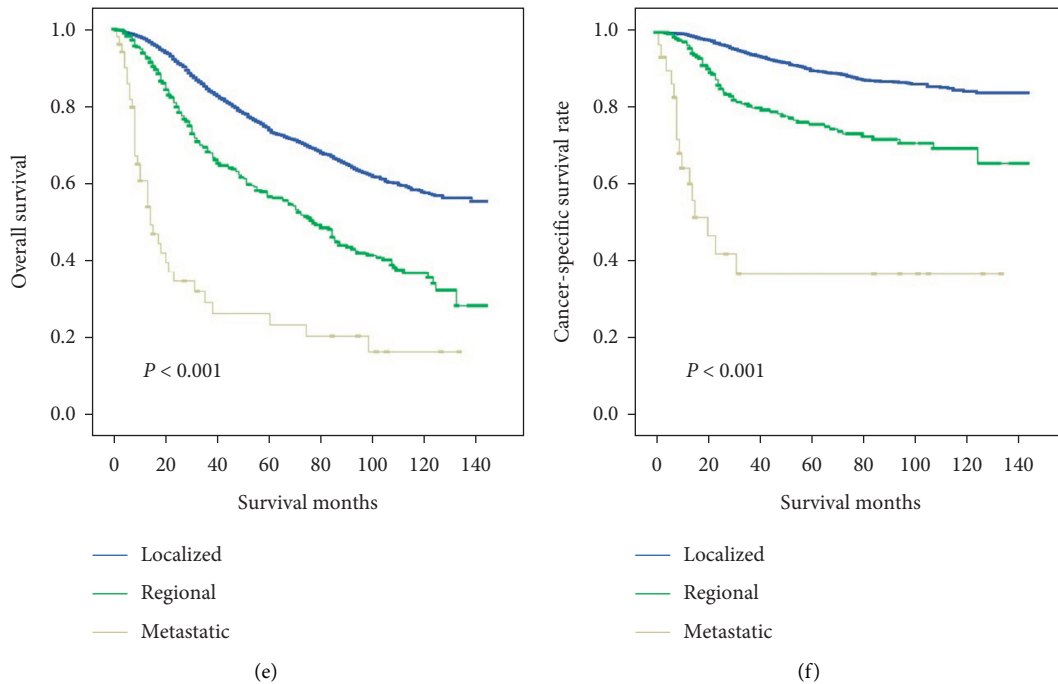 Overall survival
1.0
0.8
0.6
0.4
0.2
0.0
P < 0.001
0 20 40 60 80 100 120 140
Survival months
Localized
Regional
Metastatic
(e)
Cancer-specific survival rate
1.0
0.8
0.6
0.4
0.2
0.0
P < 0.001
0 20 40 60 80 100 120 140
Survival months
Localized
Regional
Metastatic
(f)